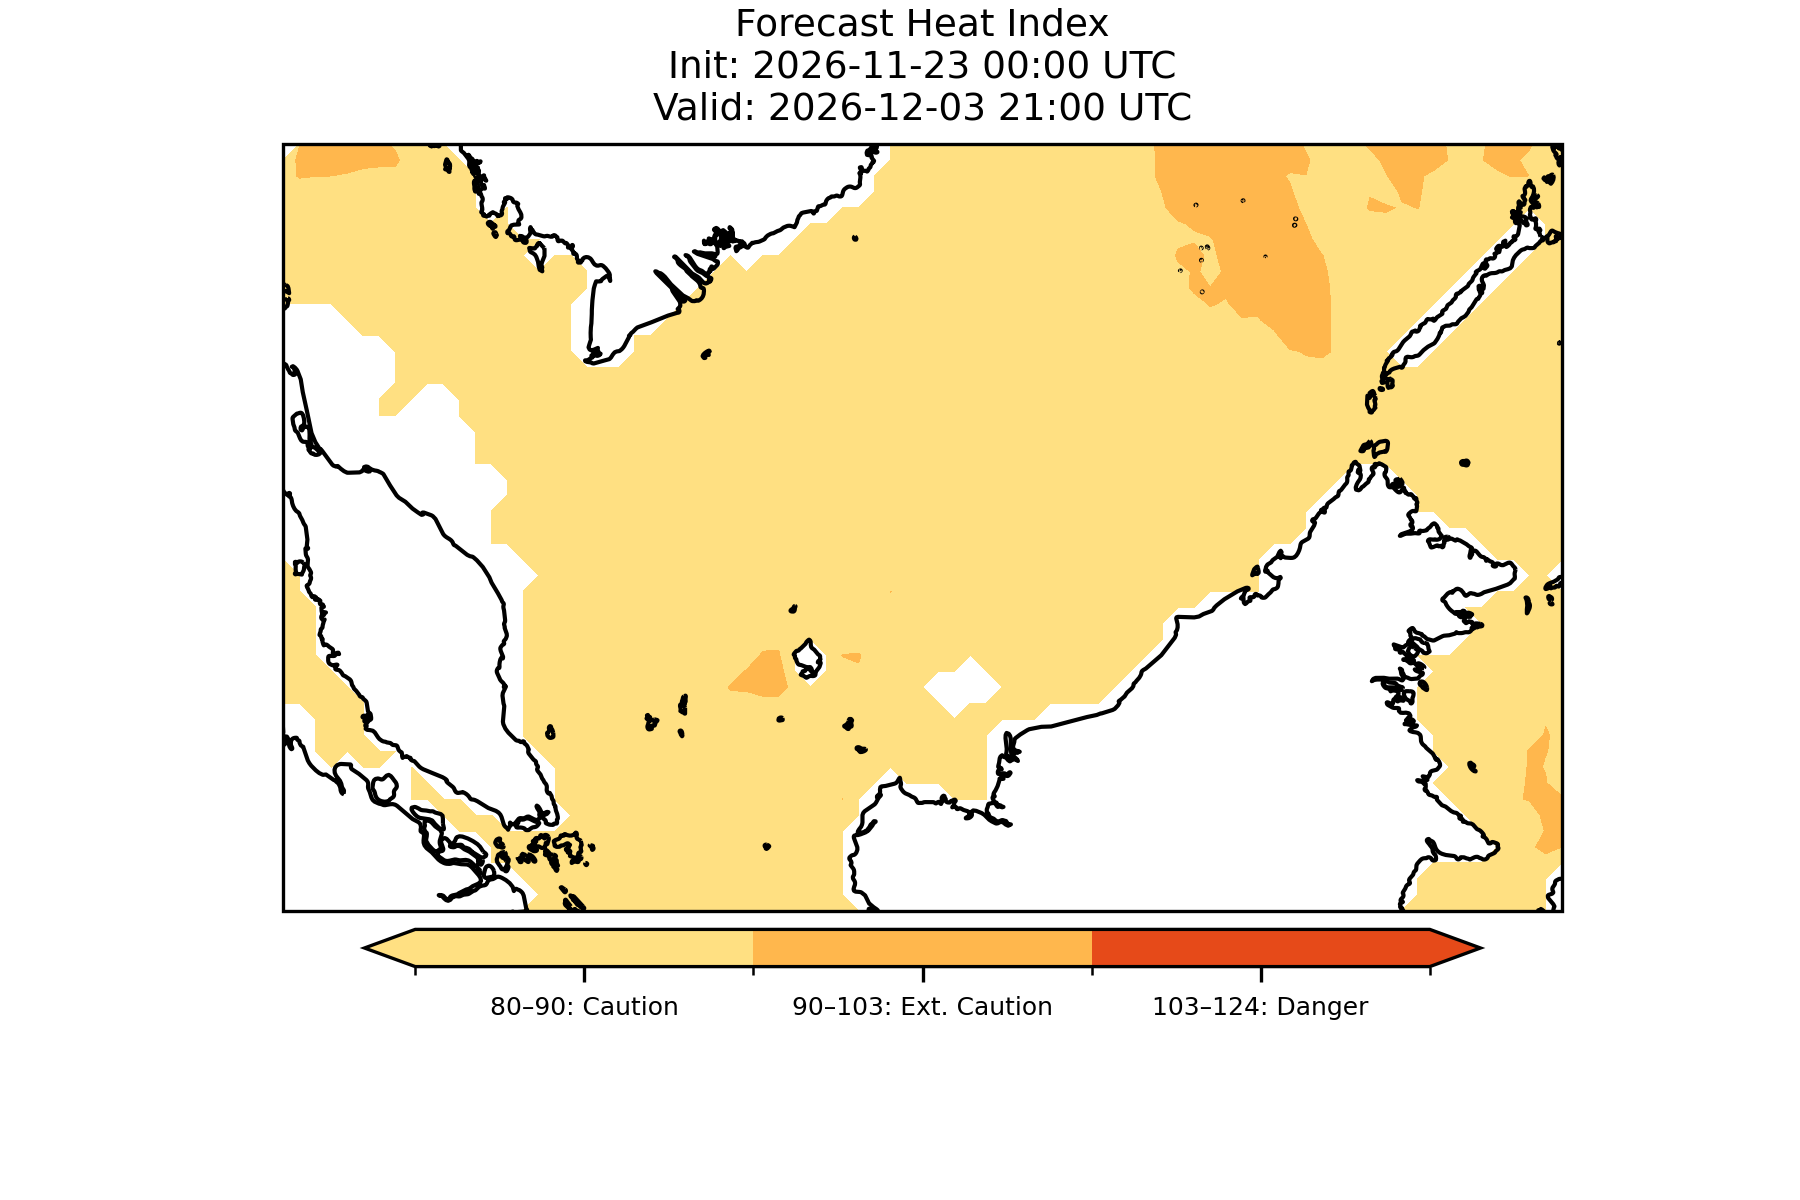 Forecast Heat Index
Init: 2026-11-23 00:00 UTC
Valid: 2026-12-03 21:00 UTC
80–90: Caution
90–103: Ext. Caution
103–124: Danger